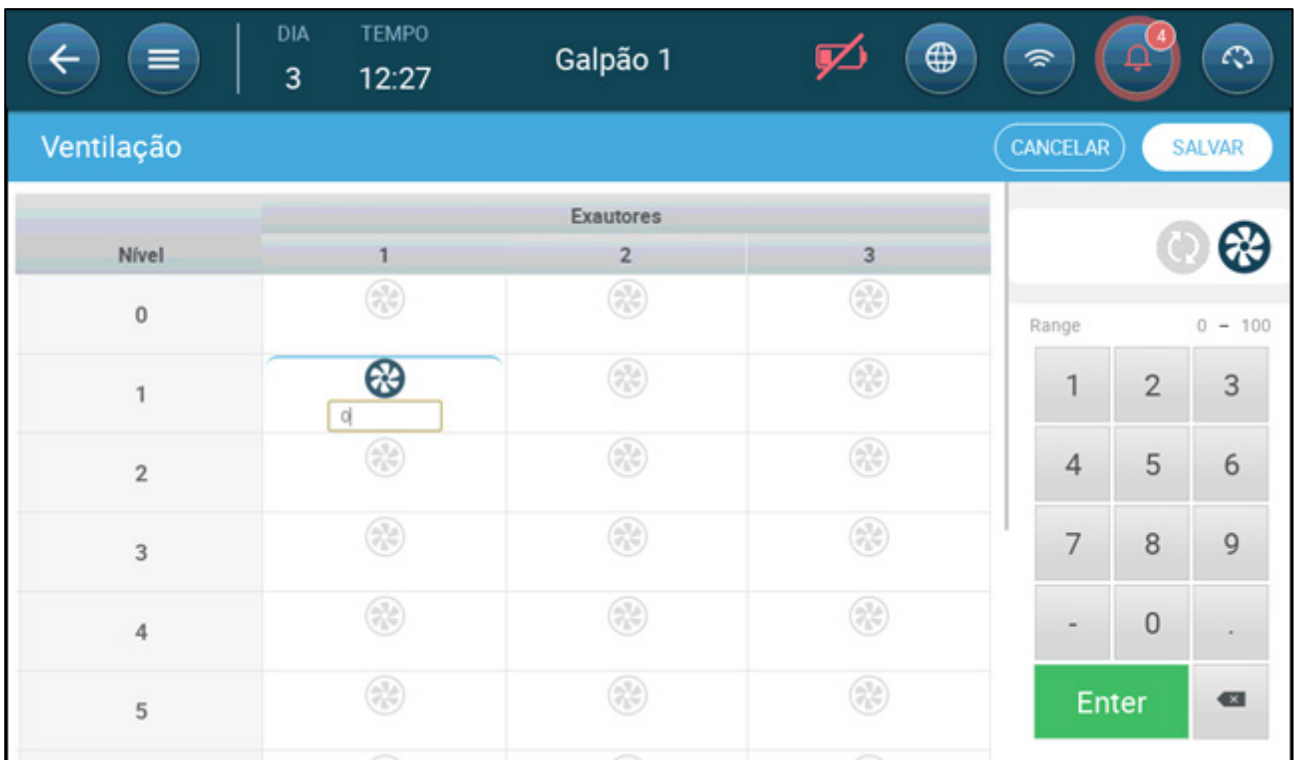 DIA TEMPO
3 12:27 Galpão 1 4
Ventilação CANCELAR SALVAR
Exautores
Nível 1 2 3
0
1
0
2
3
4
5
Range 0 - 100
1 2 3
4 5 6
7 8 9
- 0 .
Enter